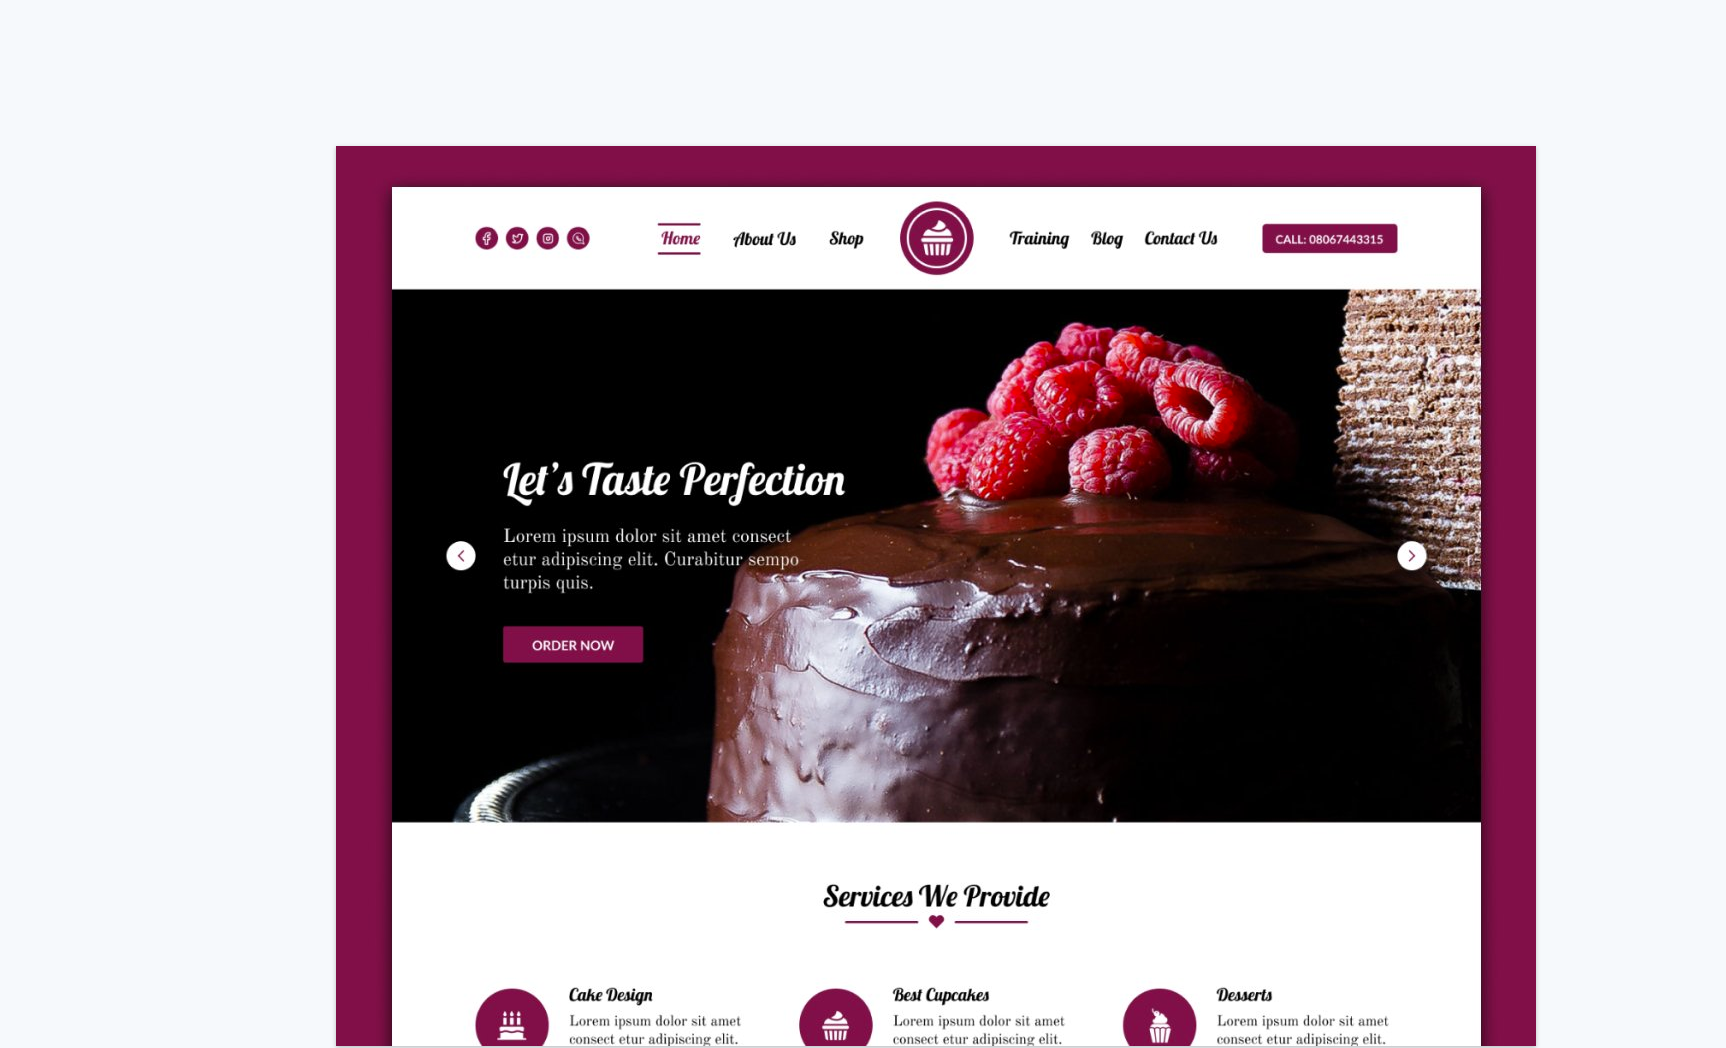 Home
About Us
Shop
Training
Blog
Contact Us
CALL: 08067443315
Let's Taste Perfection
Lorem ipsum dolor sit amet consect
etur adipiscing elit. Curabitur sempo
turpis quis.
ORDER NOW
Services We Provide
Cake Design
Lorem ipsum dolor sit amet
consect etur adipiscing elit.
Best Cupcakes
Lorem ipsum dolor sit amet
consect etur adipiscing elit.
Desserts
Lorem ipsum dolor sit amet
consect etur adipiscing elit.